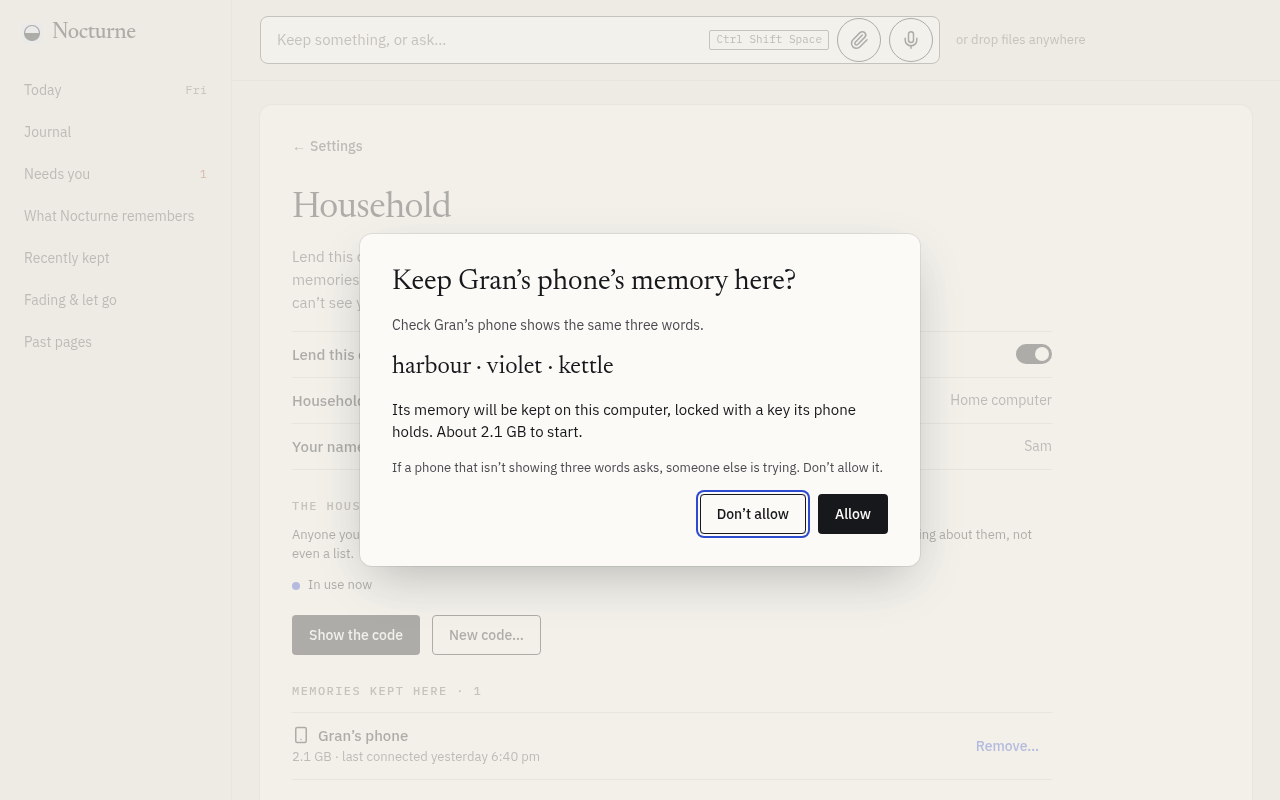 Nocturne
Keep something, or ask…
Ctrl Shift Space
or drop files anywhere
Today
Fri
Journal
Needs you
1
What Nocturne remembers
Recently kept
Fading & let go
Past pages
← Settings
Household
Lend this
memories
can’t see
Lend this
Household
Home computer
Your name
Sam
THE HOUS
Anyone you
ing about them, not
even a list.
In use now
Show the code
New code…
MEMORIES KEPT HERE · 1
Gran’s phone
2.1 GB · last connected yesterday 6:40 pm
Remove…
Keep Gran’s phone’s memory here?
Check Gran’s phone shows the same three words.
harbour · violet · kettle
Its memory will be kept on this computer, locked with a key its phone
holds. About 2.1 GB to start.
If a phone that isn’t showing three words asks, someone else is trying. Don’t allow it.
Don’t allow
Allow